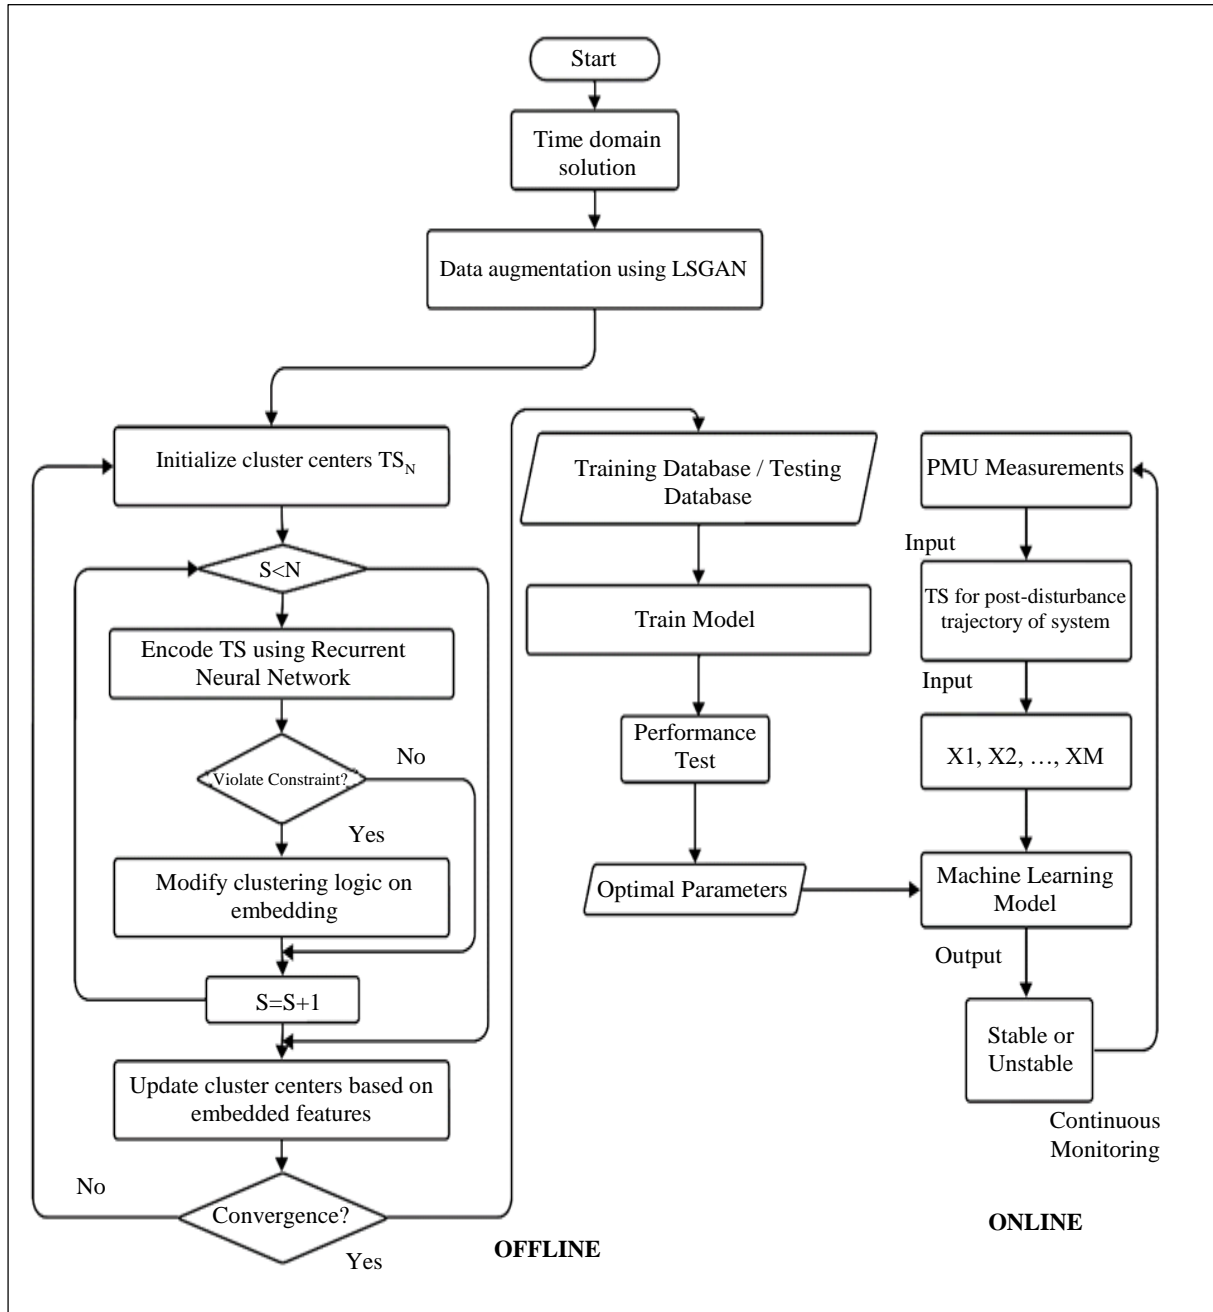 Start
Time domain
solution
Data augmentation using LSGAN
Initialize cluster centers TS_N
S<N
Encode TS using Recurrent
Neural Network
Violate Constraint?
No
Yes
Modify clustering logic on
embedding
S=S+1
Update cluster centers based on
embedded features
Convergence?
No
Yes
OFFLINE
Training Database / Testing
Database
Train Model
Performance
Test
Optimal Parameters
PMU Measurements
Input
TS for post-disturbance
trajectory of system
Input
X1, X2, …, XM
Machine Learning
Model
Output
Stable or
Unstable
Continuous
Monitoring
ONLINE